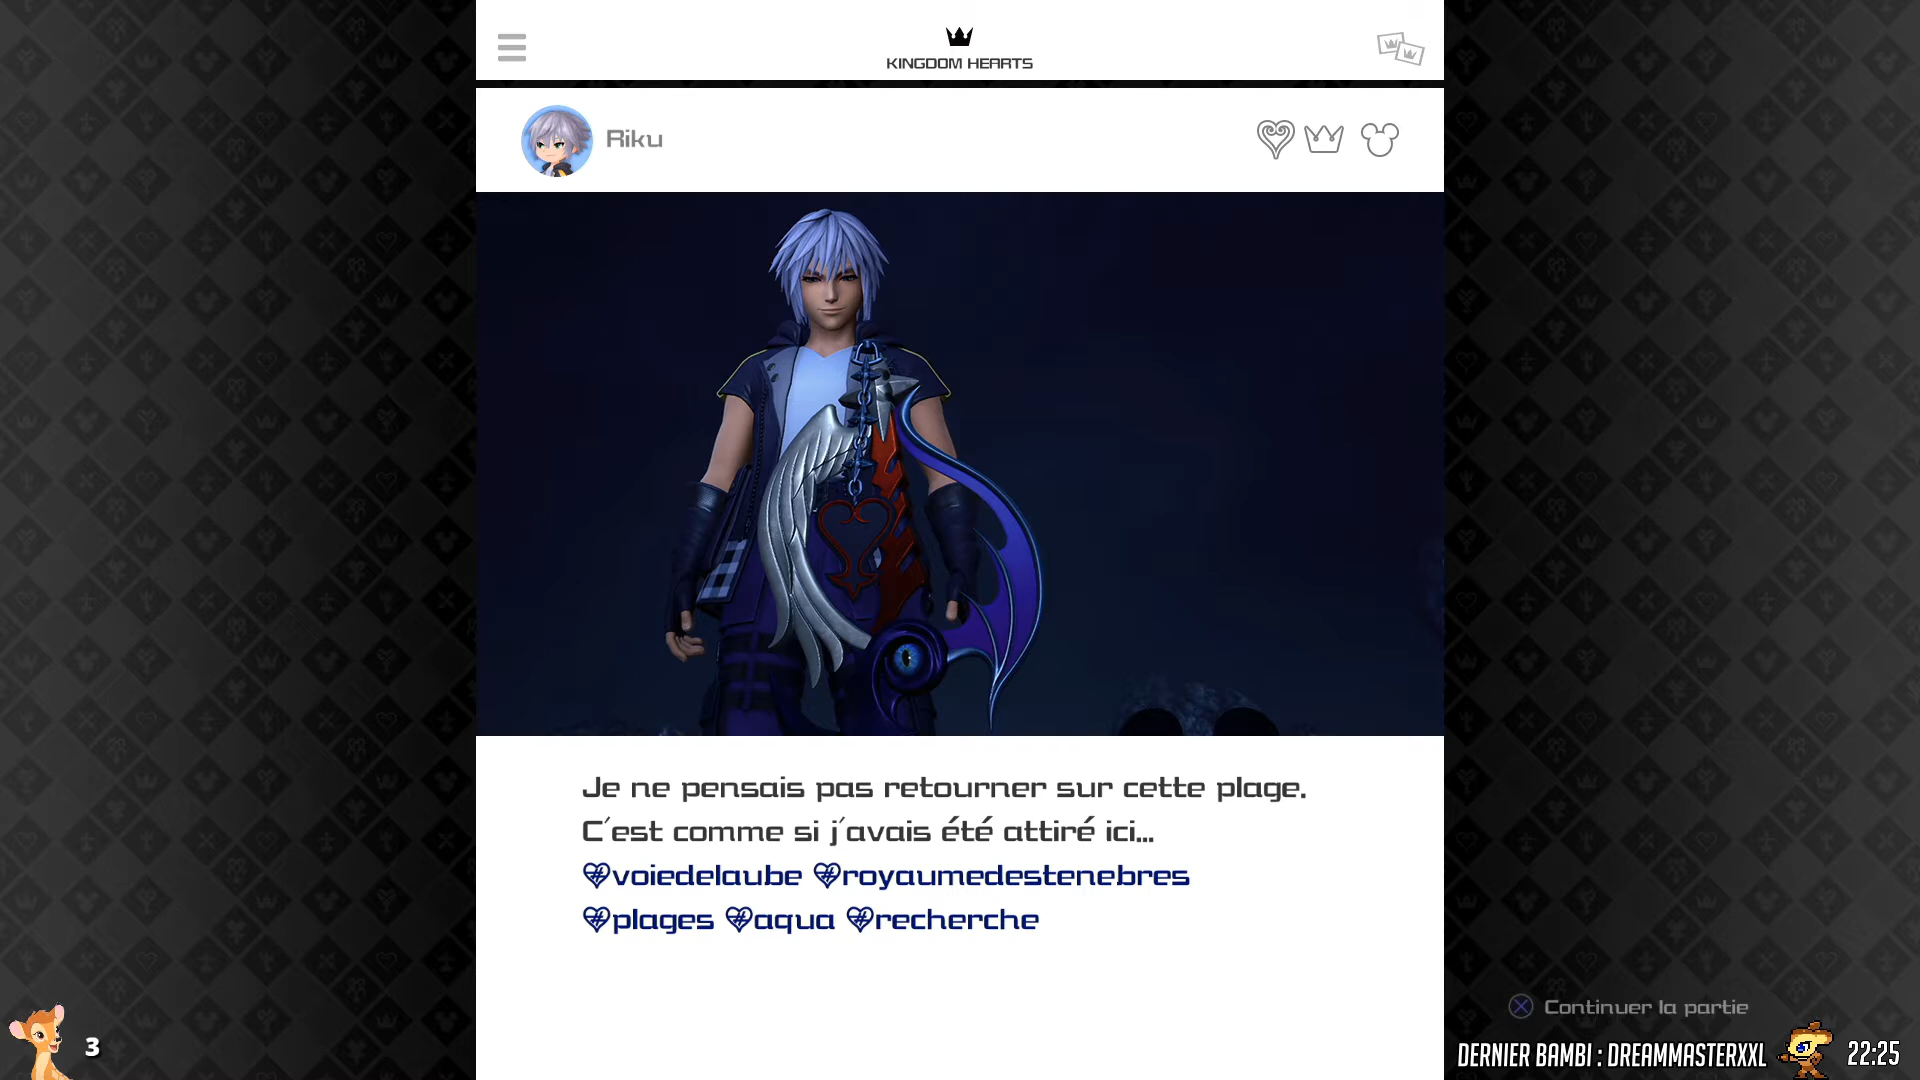 KINGDOM HEARTS
Riku
Je ne pensais pas retourner sur cette plage.
C'est comme si j'avais été attiré ici...
#voiedelaube #royaumedestenebres
#plages #aqua #recherche
Continuer la partie
3
DERNIER BAMBI : DREAMMASTERXXL
22:25